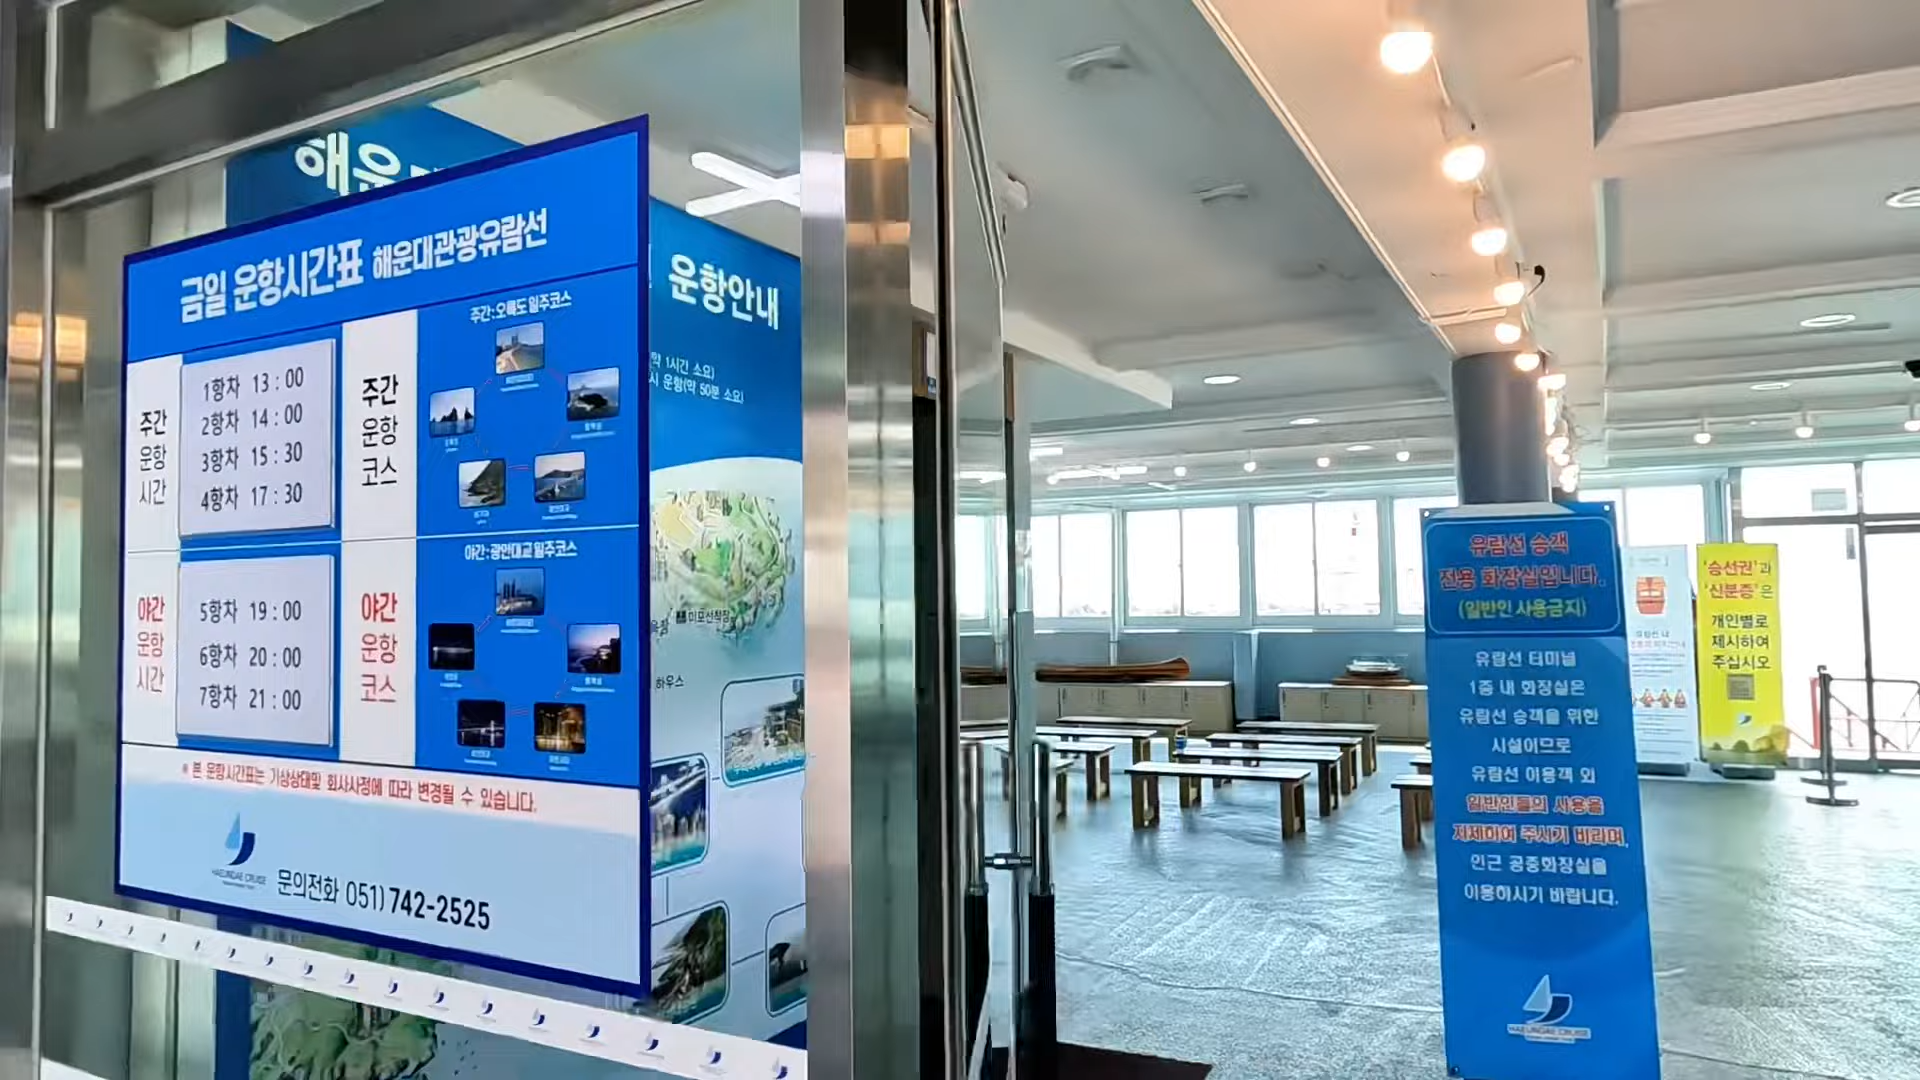 해운
금일 운항시간표 해운대관광유람선
주간
운항
시간
1항차 13 : 00
2항차 14 : 00
3항차 15 : 30
4항차 17 : 30
주간
운항
코스
주간:오륙도 일주코스
야간
운항
시간
5항차 19 : 00
6항차 20 : 00
7항차 21 : 00
야간
운항
코스
야간:광안대교 일주코스
※ 본 운항시간표는 기상상태및 회사사정에 따라 변경될 수 있습니다.
HAEUNDAE CRUISE
문의전화 051) 742-2525
운항안내
약 1시간 소요)
시 운항(약 50분 소요)
미포선착장
하우스
유람선 승객
전용 화장실입니다.
(일반인 사용금지)
유람선 터미널
1층 내 화장실은
유람선 승객을 위한
시설이므로
유람선 이용객 외
일반인들의 사용을
자제하여 주시기 바라며,
인근 공중화장실을
이용하시기 바랍니다.
HAEUNDAE CRUISE
유람선 내
'승선권'과
'신분증'은
개인별로
제시하여
주십시오